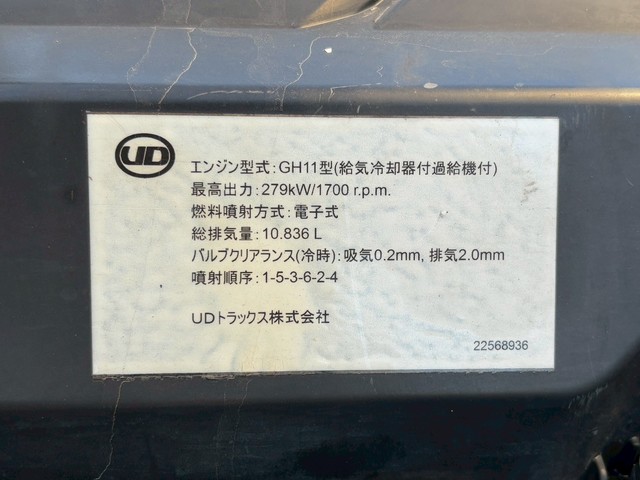 UD
エンジン型式:GH11型(給気冷却器付過給機付)
最高出力:279kW/1700 r.p.m.
燃料噴射方式:電子式
総排気量:10.836 L
バルブクリアランス(冷時):吸気0.2mm, 排気2.0mm
噴射順序:1-5-3-6-2-4
UDトラックス株式会社
22568936